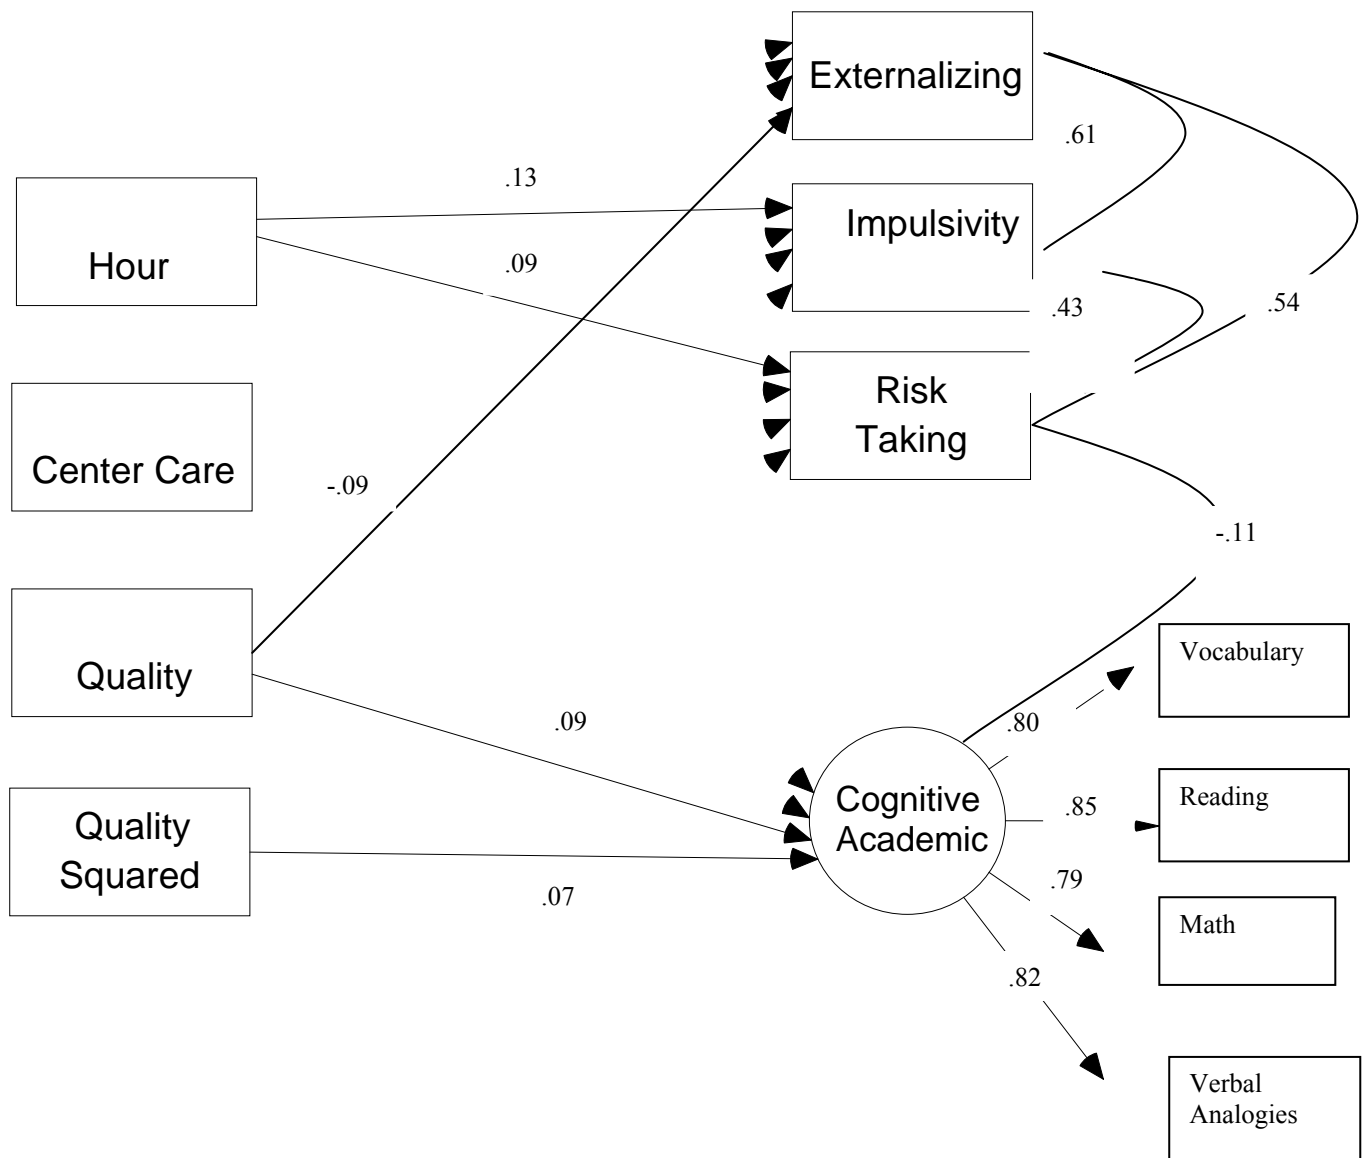 Externalizing
.61
.13
Impulsivity
Hour
.09
.43
.54
Risk
Taking
Center Care
-.09
-.11
Vocabulary
Quality
.09
.80
Cognitive
Academic
.85
Reading
Quality
Squared
.07
.79
Math
.82
Verbal
Analogies